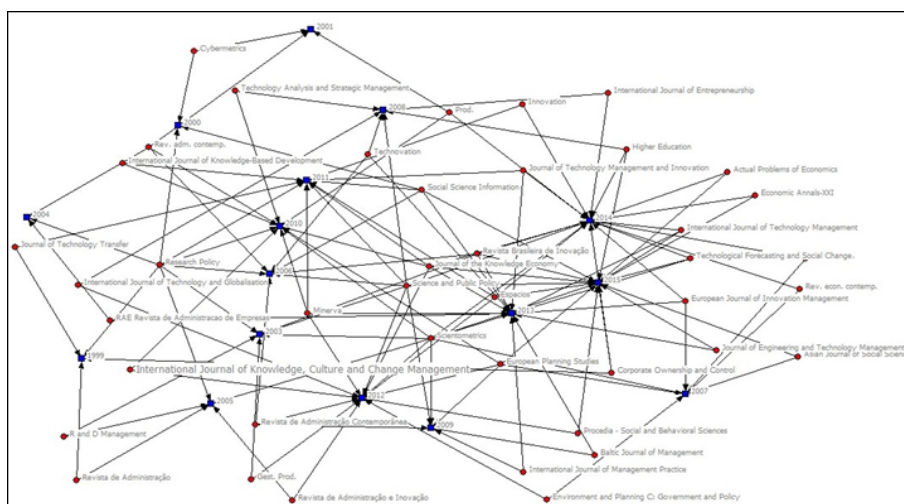 2001
Cybermetrics
Technology Analysis and Strategic Management
International Journal of Entrepreneurship
Innovation
2008
Prod.
2000
Rev. adm. contemp.
Technovation
Higher Education
International Journal of Knowledge-Based Development
Journal of Technology Management and Innovation
Actual Problems of Economics
2011
Social Science Information
Economic Annals-XXI
2004
2014
2010
International Journal of Technology Management
Journal of Technology Transfer
Revista Brasileira de Inovação
Technological Forecasting and Social Change.
Research Policy
Journal of the Knowledge Economy
2006
International Journal of Technology and Globalisation
Science and Public Policy
Rev. econ. contemp.
Espacios
European Journal of Innovation Management
Minerva
2013
RAE Revista de Administracao de Empresas
2003
Scientometrics
Journal of Engineering and Technology Management
1999
Asian Journal of Social Scien
European Planning Studies
International Journal of Knowledge, Culture and Change Management
Corporate Ownership and Control
2007
2012
2005
Revista de Administração Contemporânea
2009
R and D Management
Procedia - Social and Behavioral Sciences
Baltic Journal of Management
International Journal of Management Practice
Gest. Prod.
Revista de Administração
Revista de Administração e Inovação
Environment and Planning C: Government and Policy